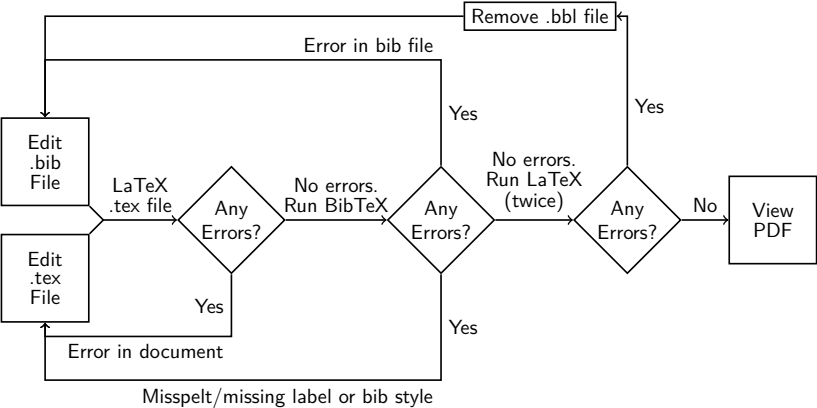 Remove .bbl file
Error in bib file
Yes
Yes
Edit
.bib
File
LaTeX
.tex file
Any
Errors?
No errors.
Run BibTeX
Any
Errors?
No errors.
Run LaTeX
(twice)
Any
Errors?
No
View
PDF
Edit
.tex
File
Yes
Error in document
Yes
Misspelt/missing label or bib style